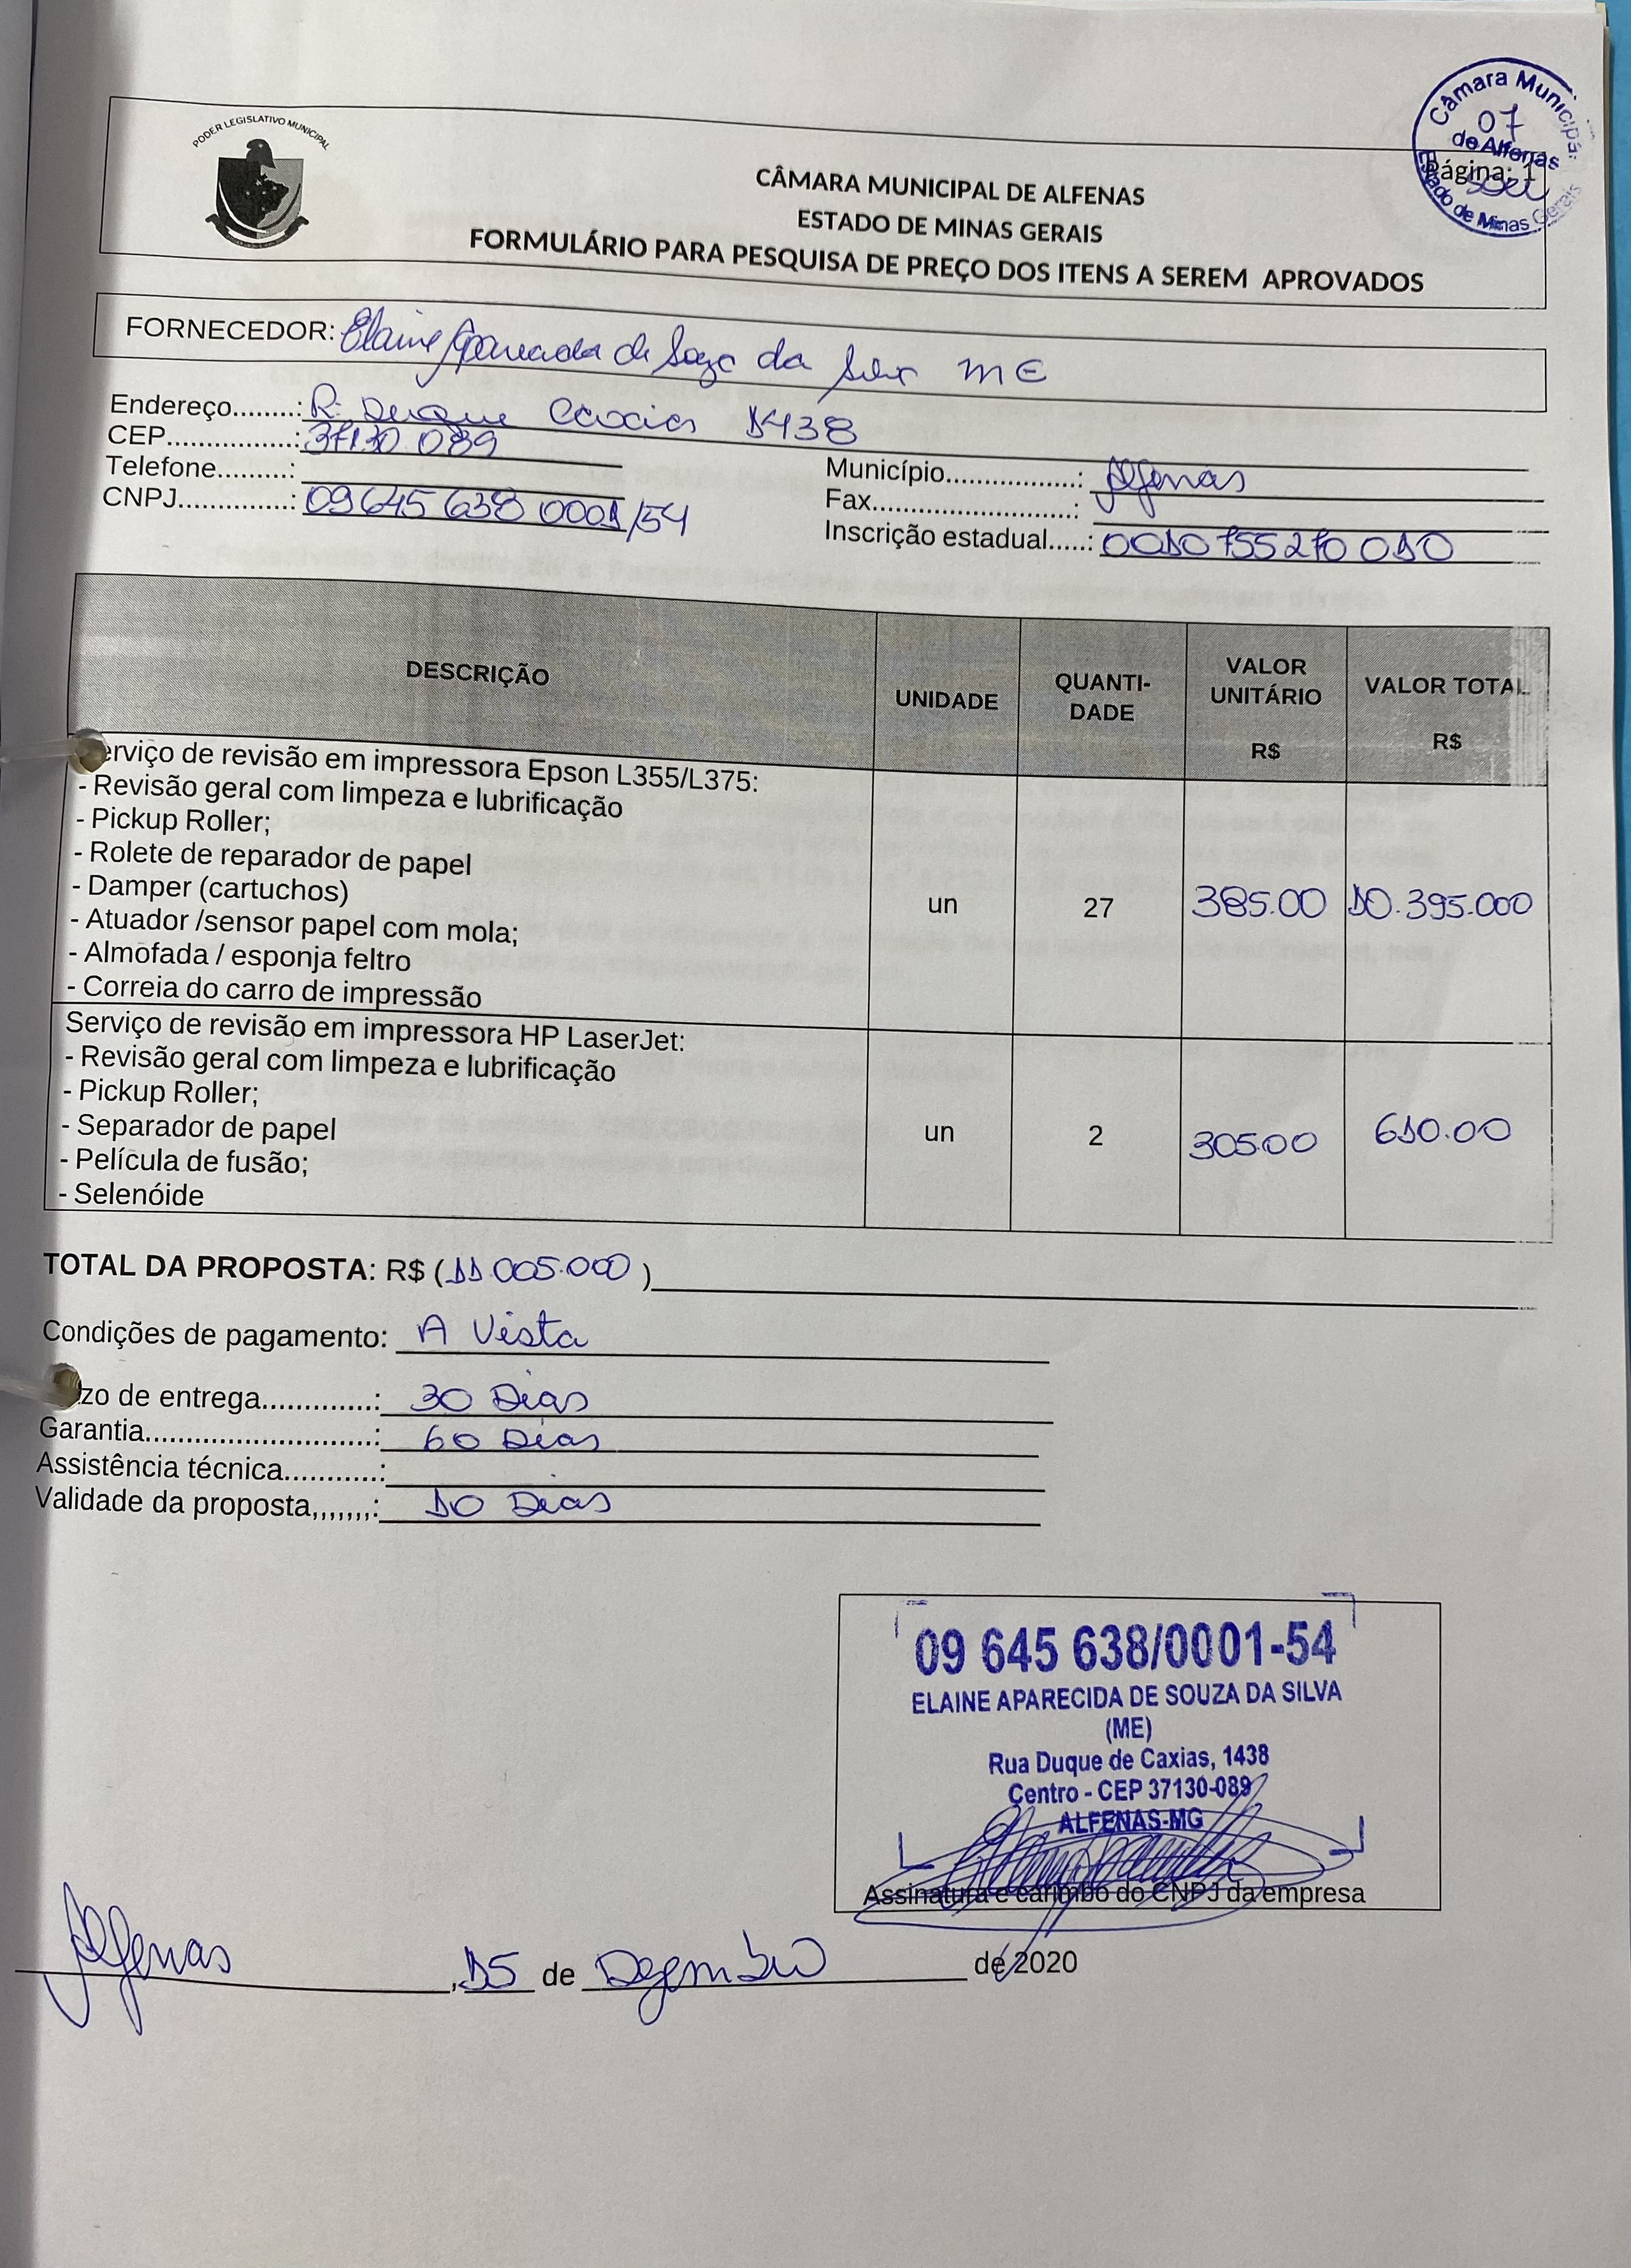 PODER LEGISLATIVO MUNICIPAL
Câmara Municipal
07
de Alfenas
Estado de Minas Gerais
Página: 1
CÂMARA MUNICIPAL DE ALFENAS
ESTADO DE MINAS GERAIS
FORMULÁRIO PARA PESQUISA DE PREÇO DOS ITENS A SEREM APROVADOS
FORNECEDOR: Elaine Aparecida de Soza da Silva ME
Endereço........: R: Duque Caxias 1438
CEP................: 37130 089
Município.................: Alfenas
Telefone.........:
Fax..........................:
CNPJ..............: 09645 638 0001/54
Inscrição estadual.....: 0010755270 010
DESCRIÇÃO UNIDADE QUANTI-DADE VALOR UNITÁRIO R$ VALOR TOTAL R$
erviço de revisão em impressora Epson L355/L375:
- Revisão geral com limpeza e lubrificação
- Pickup Roller;
- Rolete de reparador de papel
- Damper (cartuchos)
- Atuador /sensor papel com mola;
- Almofada / esponja feltro
- Correia do carro de impressão
un 27 385.00 10.395.000
Serviço de revisão em impressora HP LaserJet:
- Revisão geral com limpeza e lubrificação
- Pickup Roller;
- Separador de papel
- Película de fusão;
- Selenóide
un 2 305.00 610.00
TOTAL DA PROPOSTA: R$ (11.005.000)
Condições de pagamento: A Vista
zo de entrega.............: 30 Dias
Garantia...........................: 60 Dias
Assistência técnica...........:
Validade da proposta,,,,,,,: 10 Dias
09 645 638/0001-54
ELAINE APARECIDA DE SOUZA DA SILVA
(ME)
Rua Duque de Caxias, 1438
Centro - CEP 37130-089
ALFENAS-MG
Assinatura e carimbo do CNPJ da empresa
Alfenas, 15 de Dezembro de 2020